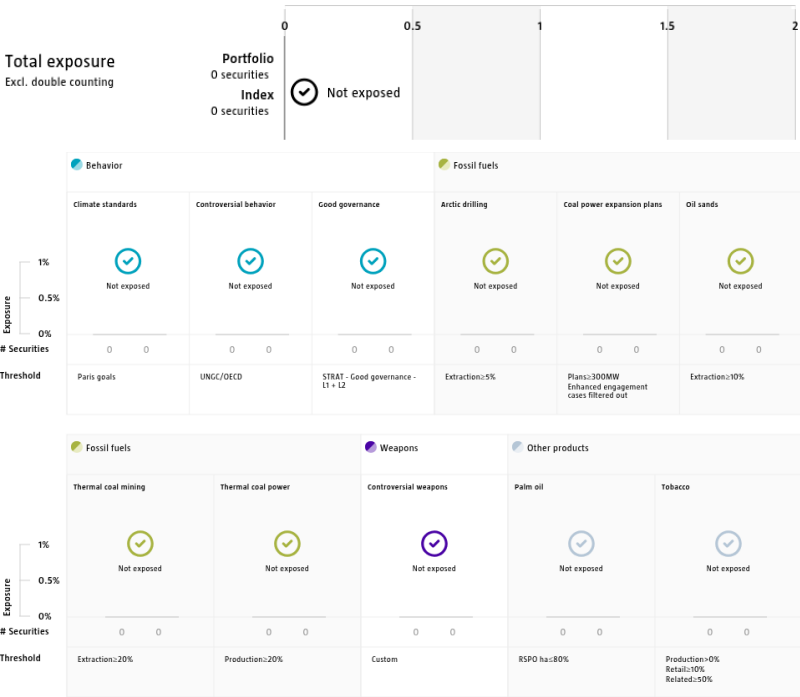 0 0.5 1 1.5 2
Total exposure
Excl. double counting
Portfolio
0 securities
Index
0 securities
Not exposed
Behavior Fossil fuels
Climate standards Controversial behavior Good governance Arctic drilling Coal power expansion plans Oil sands
Exposure
1%
0.5%
0%
Not exposed Not exposed Not exposed Not exposed Not exposed Not exposed
# Securities 0 0 0 0 0 0 0 0 0 0 0 0
Threshold Paris goals UNGC/OECD STRAT - Good governance - Extraction≥5% Plans≥300MW Extraction≥10%
L1 + L2 Enhanced engagement
cases filtered out
Fossil fuels Weapons Other products
Thermal coal mining Thermal coal power Controversial weapons Palm oil Tobacco
Exposure
1%
0.5%
0%
Not exposed Not exposed Not exposed Not exposed Not exposed
# Securities 0 0 0 0 0 0 0 0 0 0
Threshold Extraction≥20% Production≥20% Custom RSPO ha≤80% Production>0%
Retail≥10%
Related≥50%